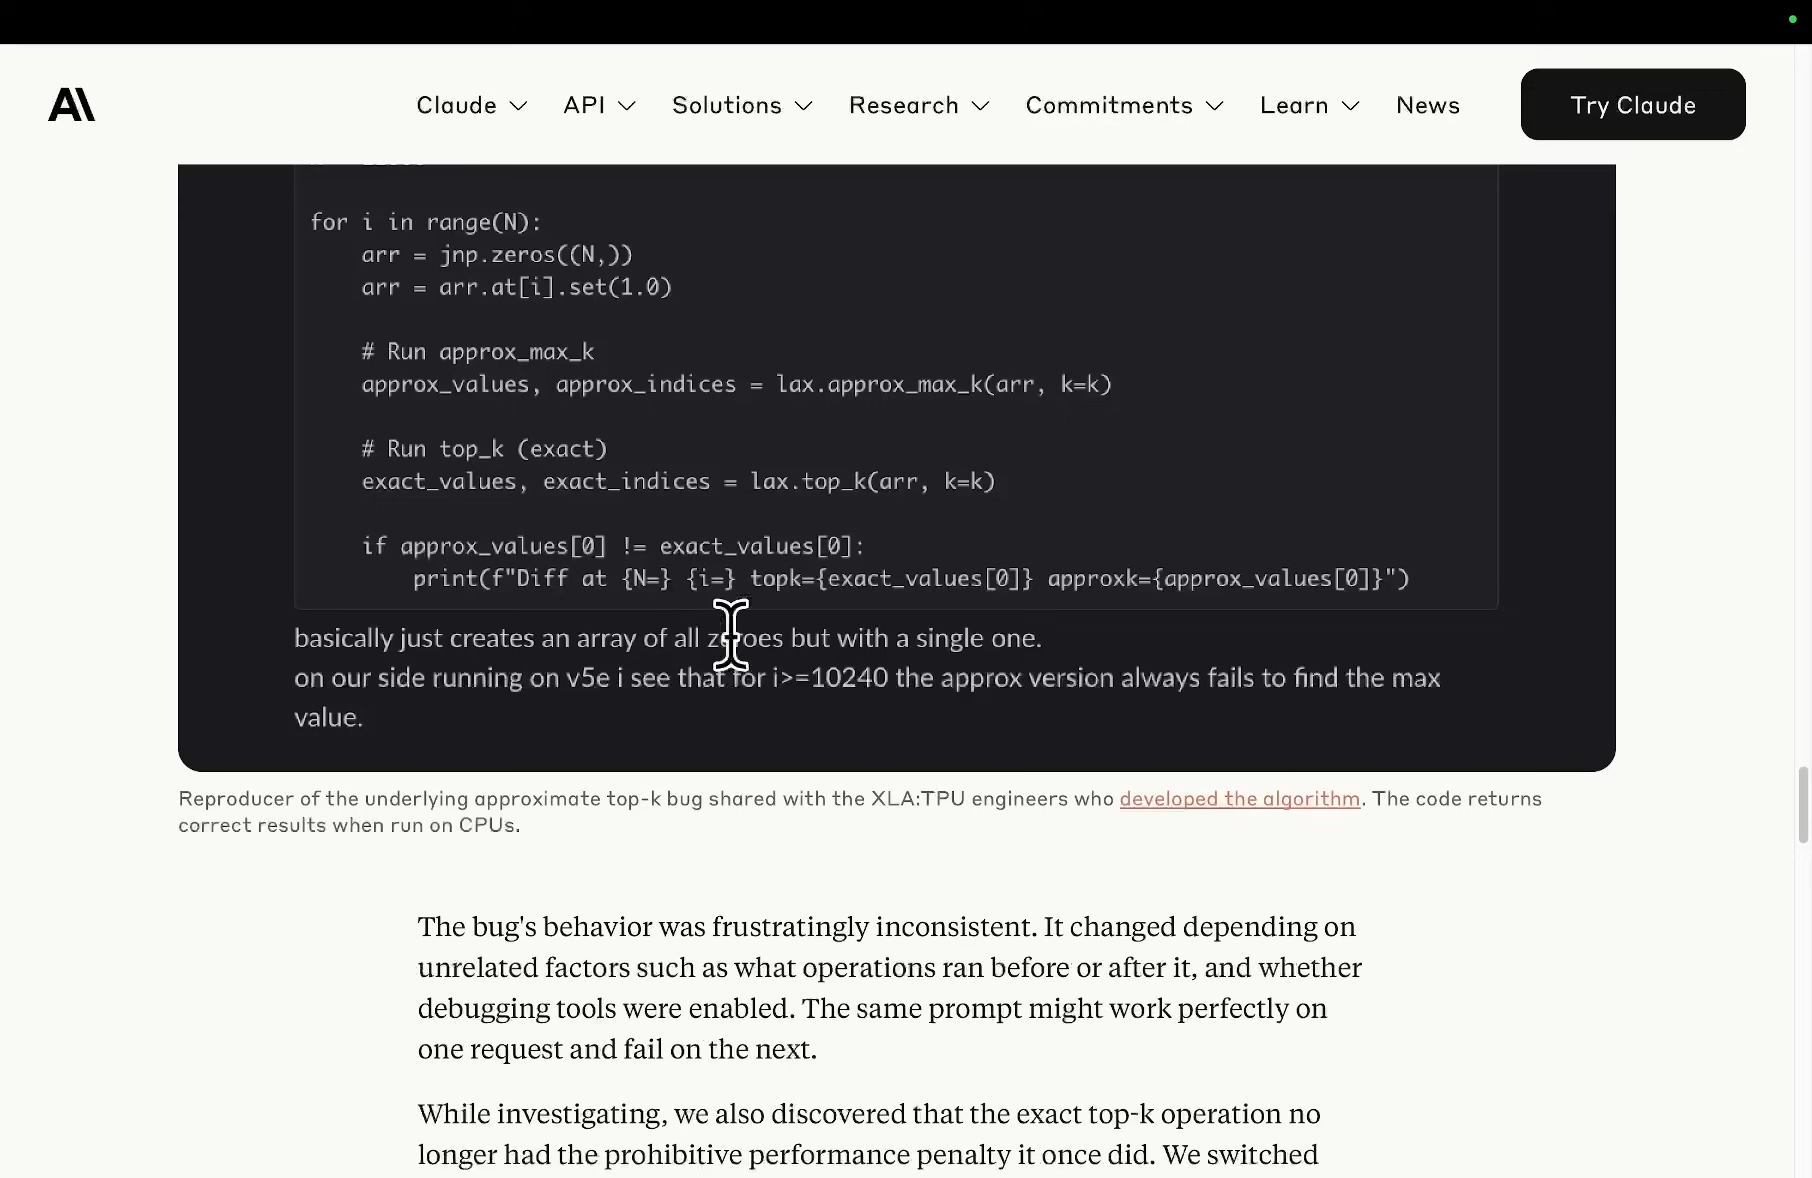 Claude API Solutions Research Commitments Learn News Try Claude
for i in range(N):
    arr = jnp.zeros((N,))
    arr = arr.at[i].set(1.0)
    # Run approx_max_k
    approx_values, approx_indices = lax.approx_max_k(arr, k=k)
    # Run top_k (exact)
    exact_values, exact_indices = lax.top_k(arr, k=k)
    if approx_values[0] != exact_values[0]:
        print(f"Diff at {N=} {i=} topk={exact_values[0]} approxk={approx_values[0]}")
basically just creates an array of all zeroes but with a single one.
on our side running on v5e i see that for i>=10240 the approx version always fails to find the max
value.
Reproducer of the underlying approximate top-k bug shared with the XLA:TPU engineers who developed the algorithm. The code returns
correct results when run on CPUs.
The bug's behavior was frustratingly inconsistent. It changed depending on
unrelated factors such as what operations ran before or after it, and whether
debugging tools were enabled. The same prompt might work perfectly on
one request and fail on the next.
While investigating, we also discovered that the exact top-k operation no
longer had the prohibitive performance penalty it once did. We switched